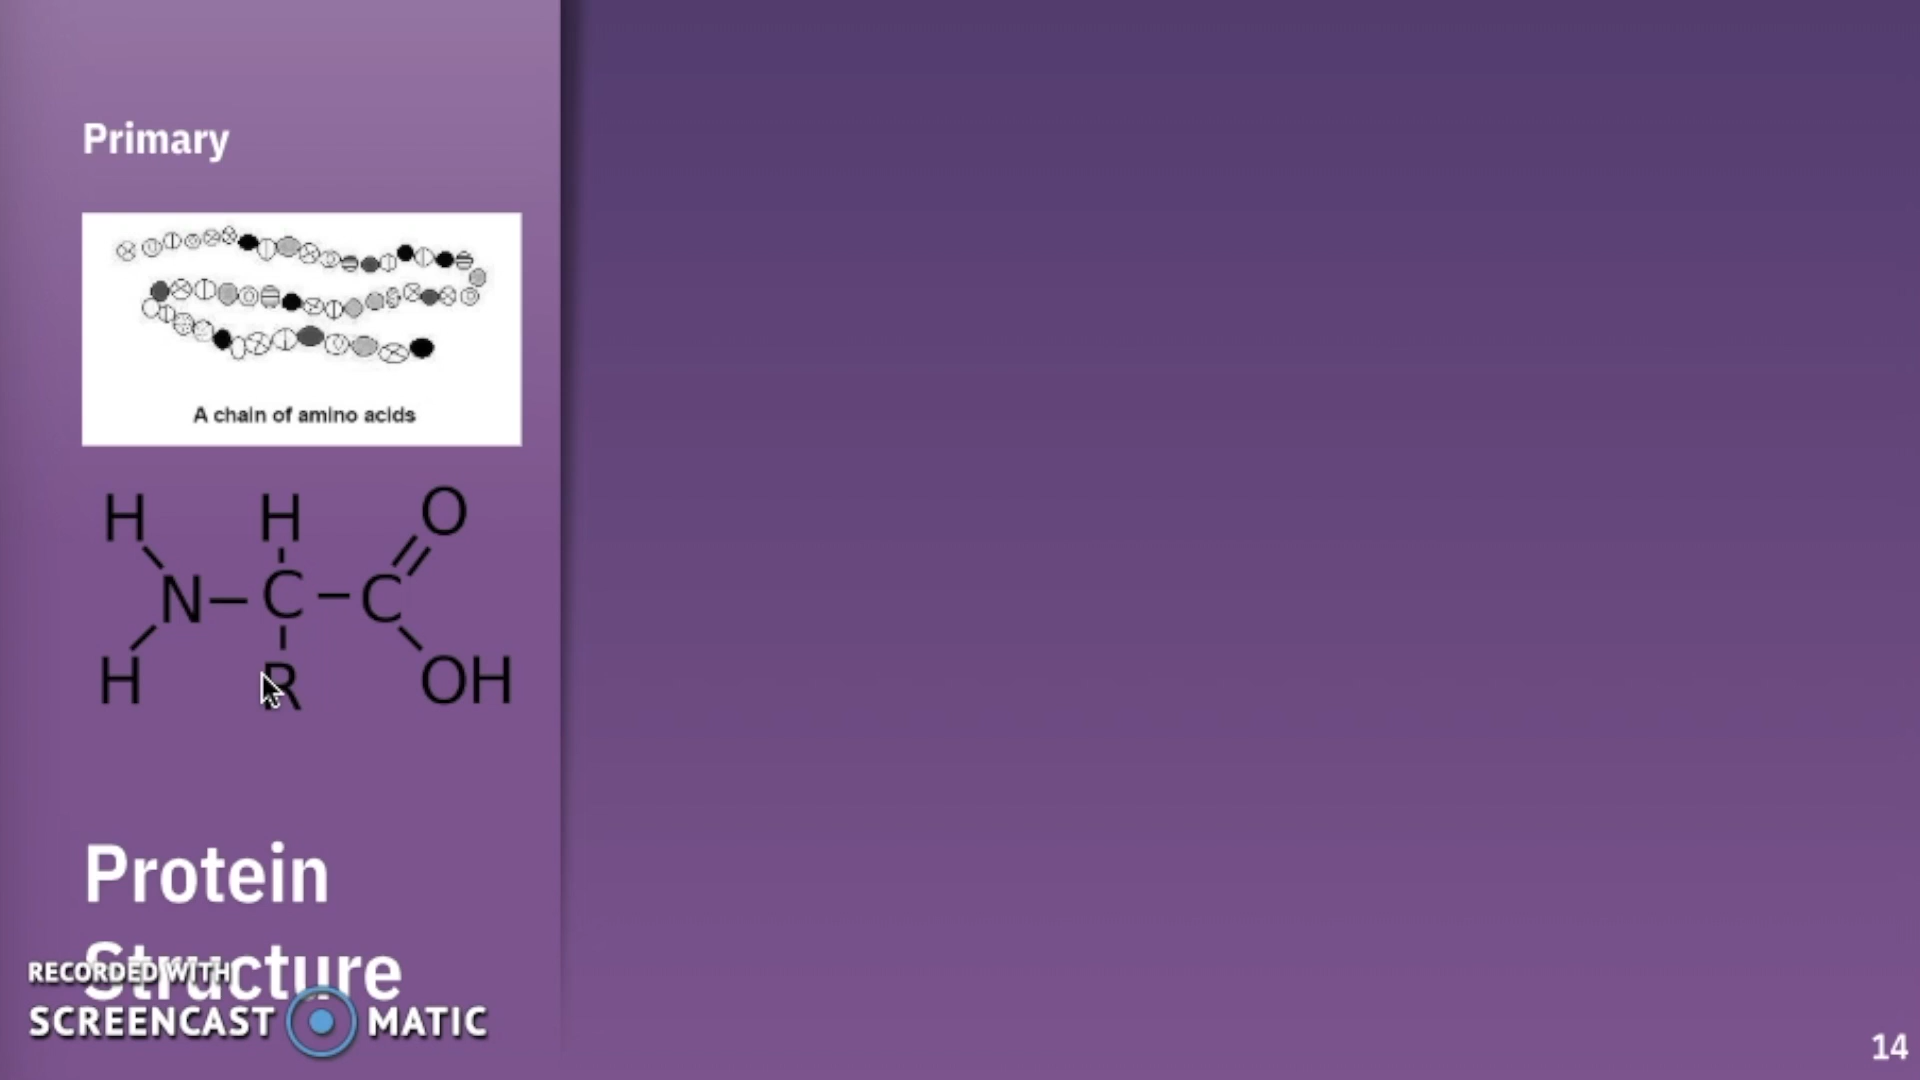 Primary
A chain of amino acids
H H O
N C C
H R OH
Protein
Structure
RECORDED WITH
SCREENCAST MATIC
14